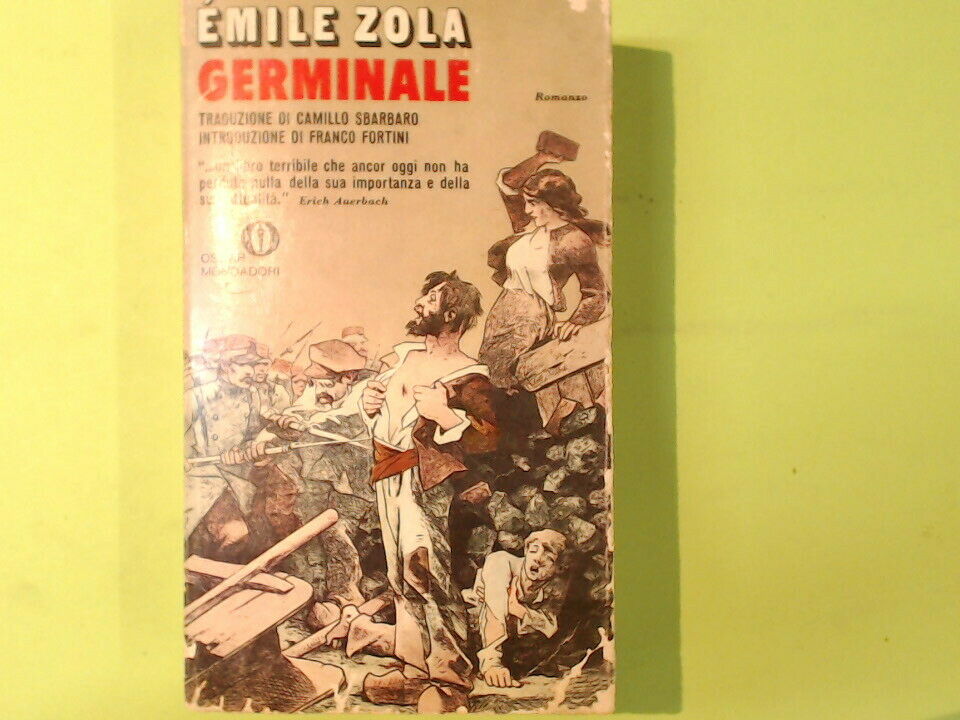 ÉMILE ZOLA
GERMINALE
Romanzo
TRADUZIONE DI CAMILLO SBARBARO
INTRODUZIONE DI FRANCO FORTINI
terribile che ancor oggi non ha
nulla della sua importanza e della
Erich Auerbach
OSCAR
MONDADORI